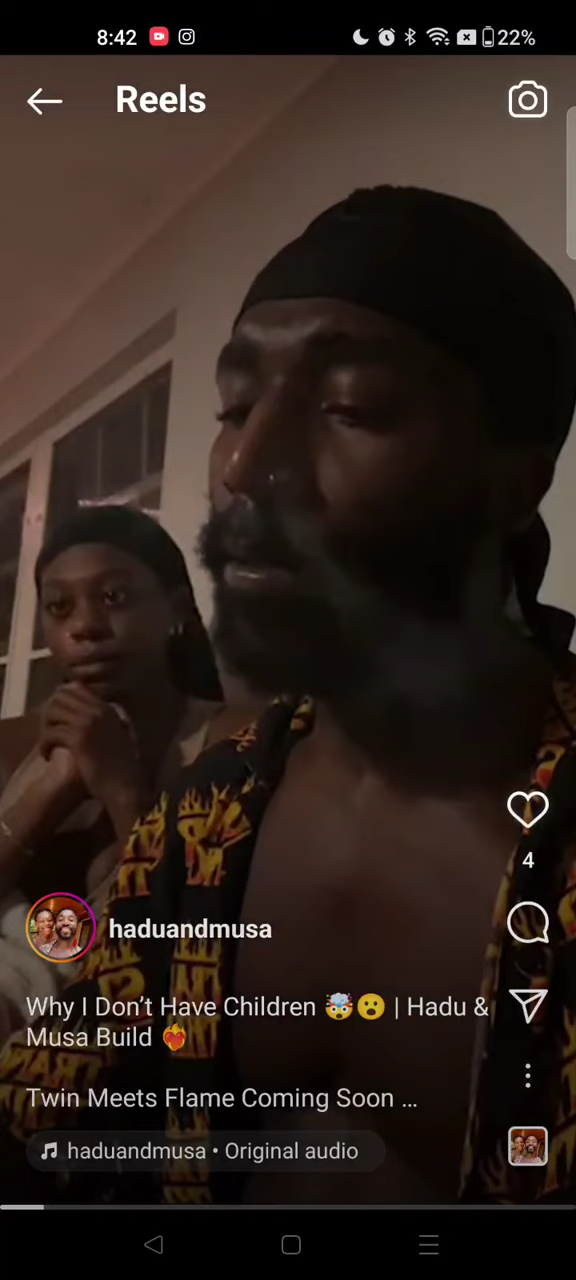 8:42
22%
Reels
4
haduandmusa
Why I Don't Have Children 🤯😮 | Hadu &
Musa Build ❤️‍🔥
Twin Meets Flame Coming Soon ...
haduandmusa • Original audio